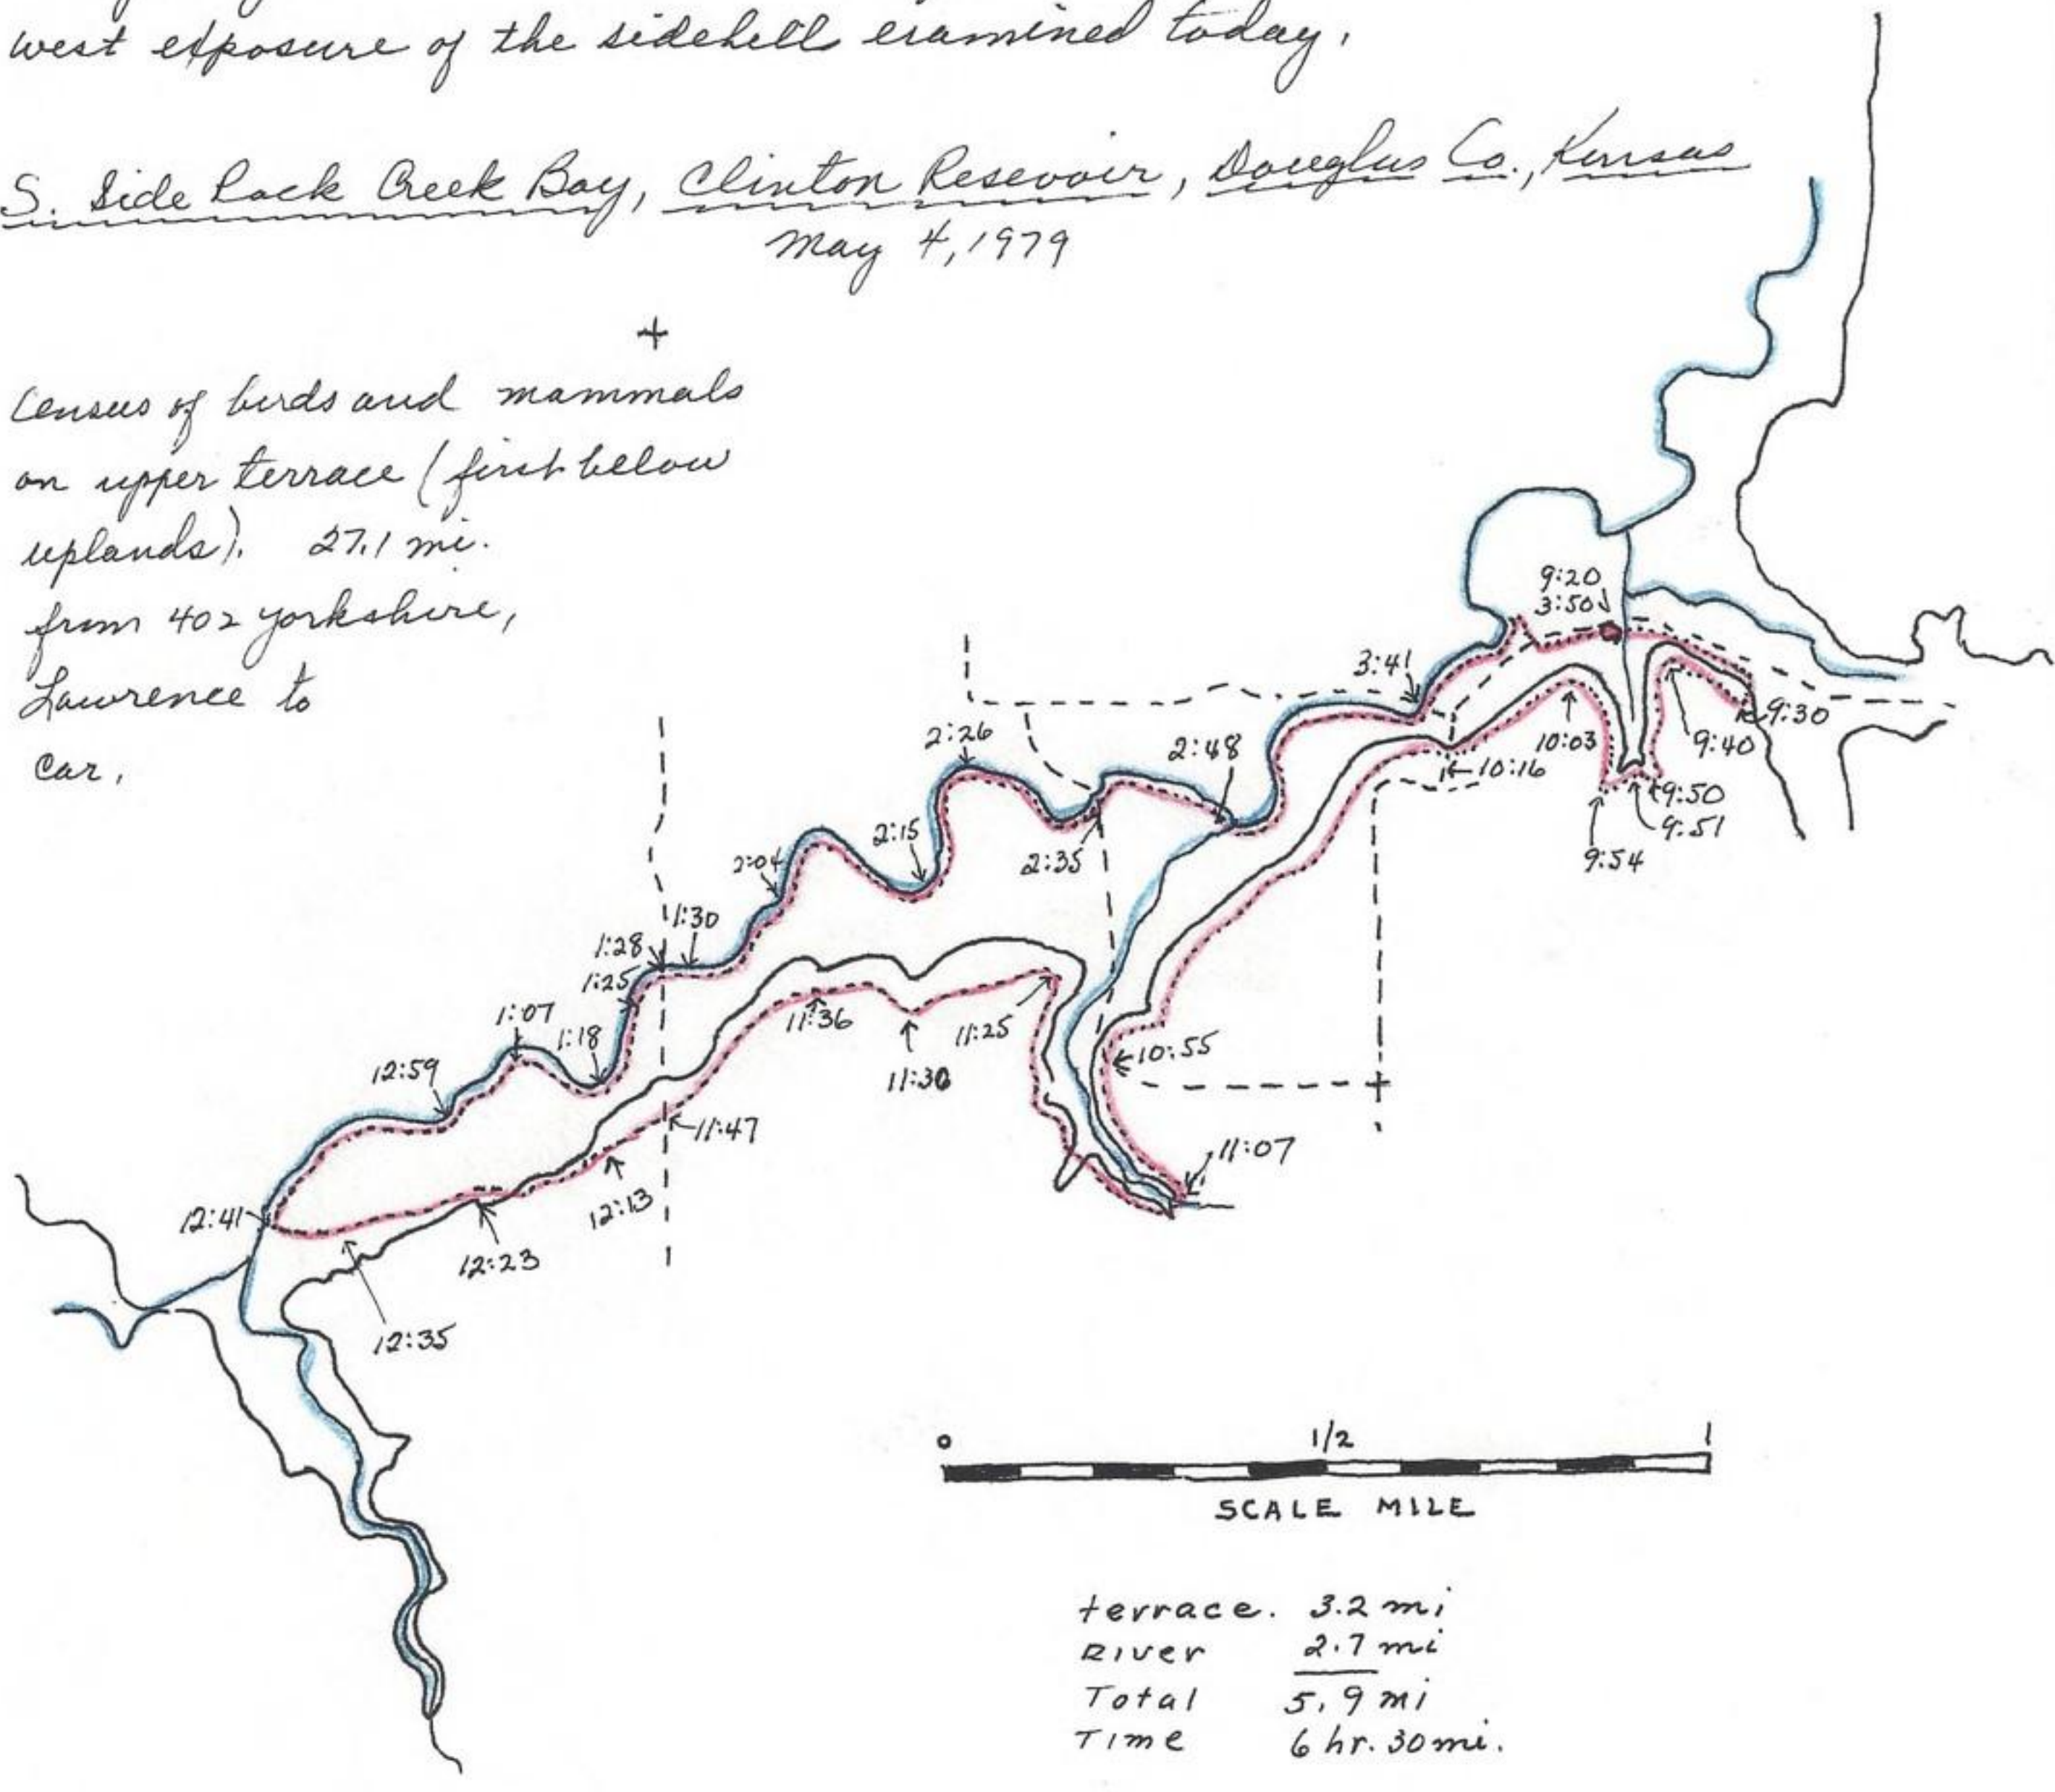 west exposure of the sidehill examined today.
S. Side Rock Creek Bay, Clinton Resevoir, Douglas Co., Kansas
May 4, 1979
+
Census of birds and mammals
on upper terrace (first below
uplands). 27.1 mi.
from 402 Yorkshire,
Lawrence to
car.
9:20
3:50
9:30
9:40
9:50
9:51
9:54
10:03
10:16
3:41
2:48
2:26
2:35
2:15
2:04
1:30
1:28
1:25
1:18
1:07
12:59
12:41
12:35
12:23
12:13
11:47
11:36
11:30
11:25
10:55
11:07
0 1/2 1
SCALE MILE
terrace. 3.2 mi
River 2.7 mi
Total 5.9 mi
Time 6 hr. 30 mi.